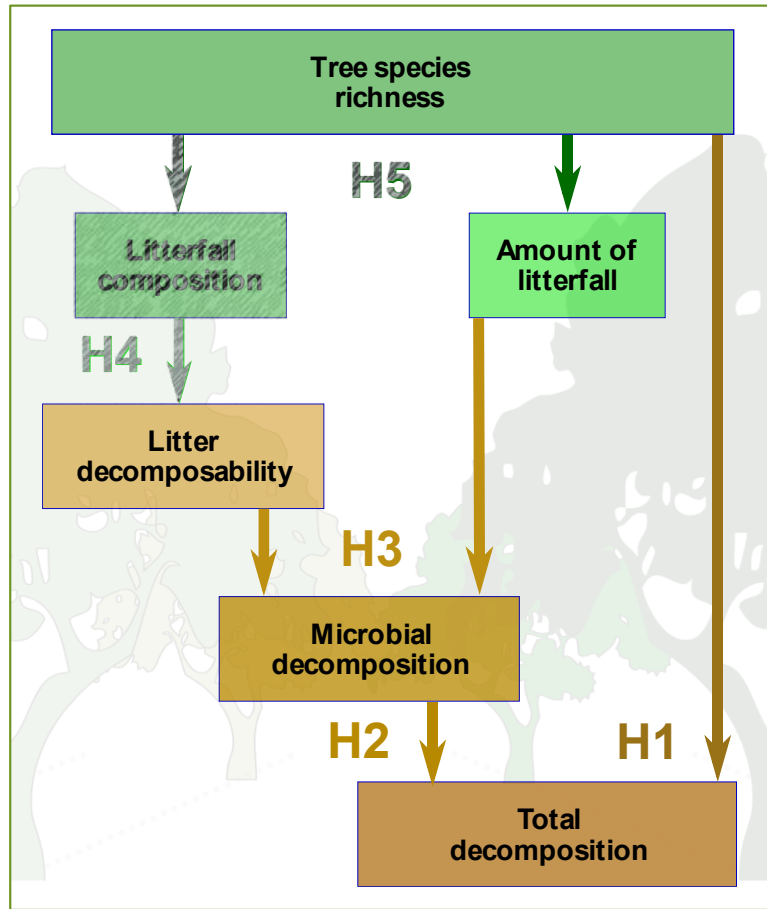 Tree species
richness
H5
Litterfall
composition
Amount of
litterfall
H4
Litter
decomposability
H3
Microbial
decomposition
H2
H1
Total
decomposition